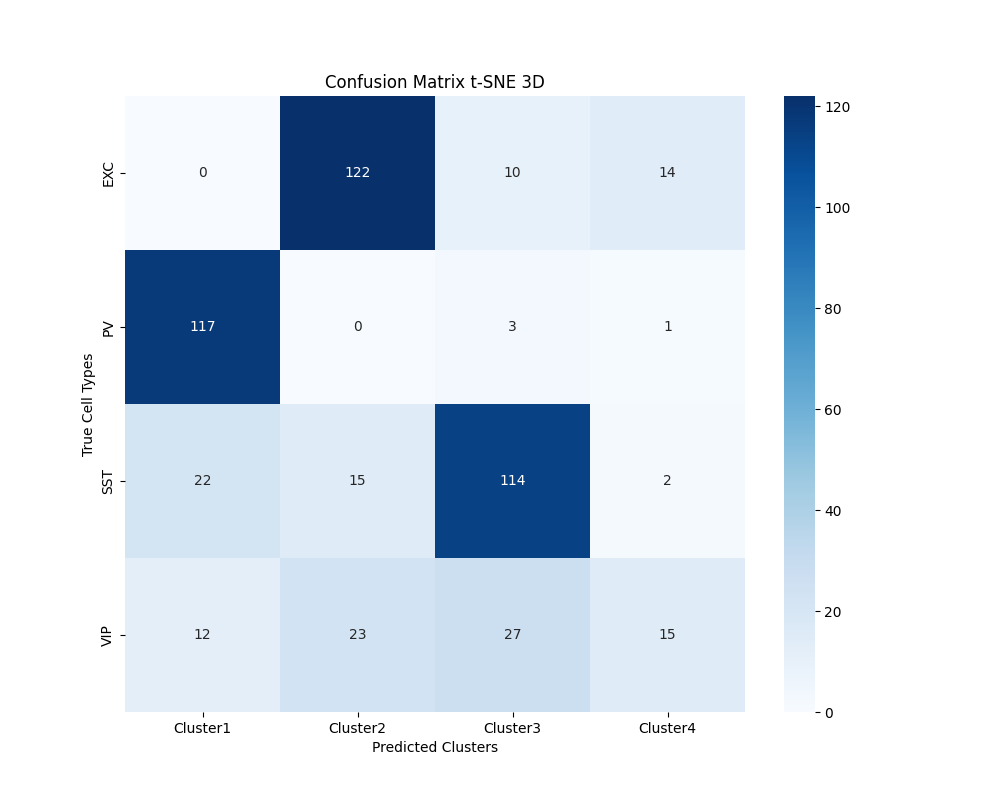 Confusion Matrix t-SNE 3D
True Cell Types
EXC 0 122 10 14
PV 117 0 3 1
SST 22 15 114 2
VIP 12 23 27 15
Cluster1 Cluster2 Cluster3 Cluster4
Predicted Clusters
120
100
80
60
40
20
0